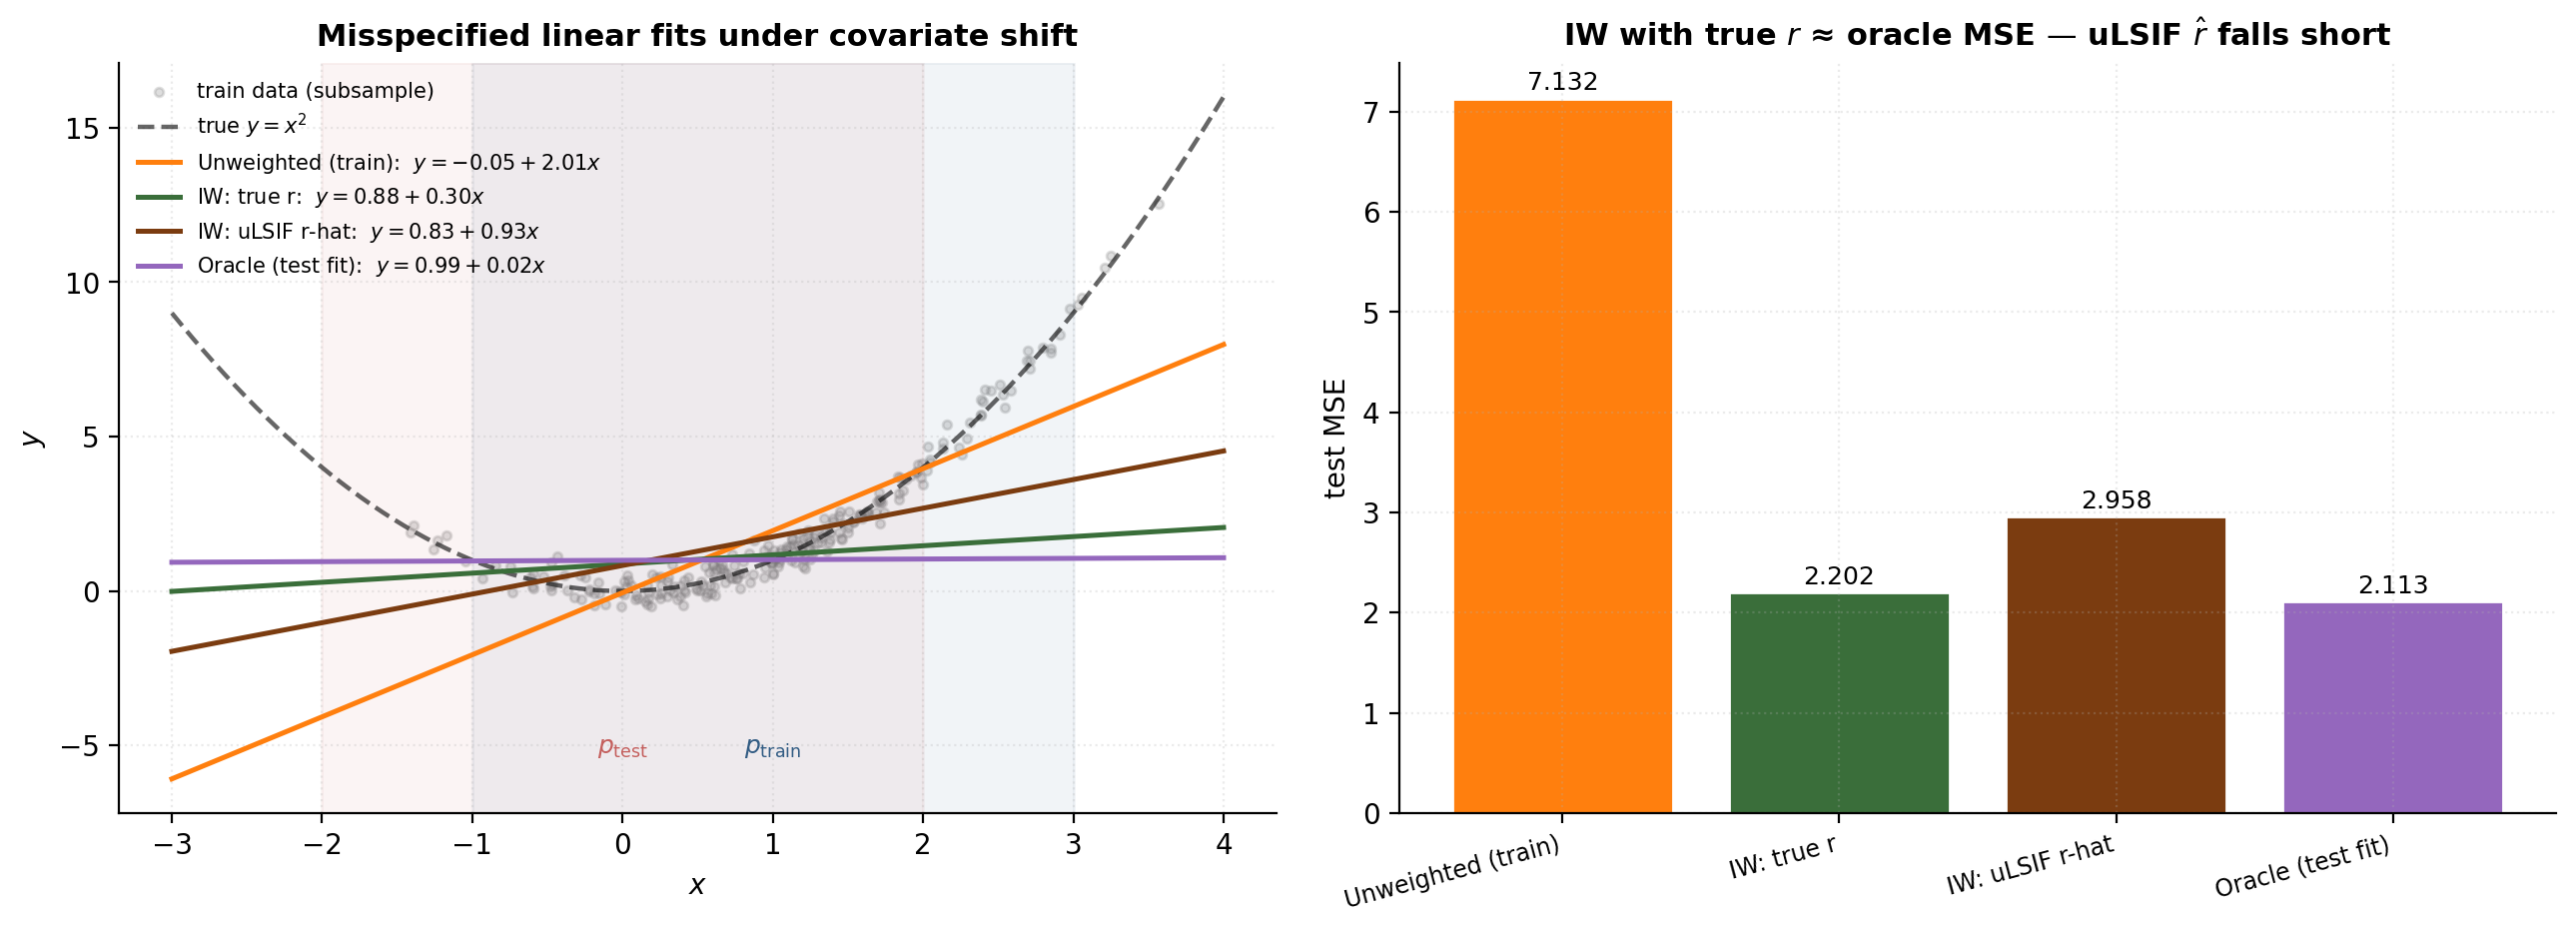 Misspecified linear fits under covariate shift
train data (subsample)
true y = x²
Unweighted (train): y = −0.05 + 2.01x
IW: true r: y = 0.88 + 0.30x
IW: uLSIF r-hat: y = 0.83 + 0.93x
Oracle (test fit): y = 0.99 + 0.02x
15
10
5
0
−5
y
p_test
p_train
−3
−2
−1
0
1
2
3
4
x
IW with true r ≈ oracle MSE — uLSIF r̂ falls short
7.132
2.202
2.958
2.113
7
6
5
4
3
2
1
0
test MSE
Unweighted (train)
IW: true r
IW: uLSIF r-hat
Oracle (test fit)